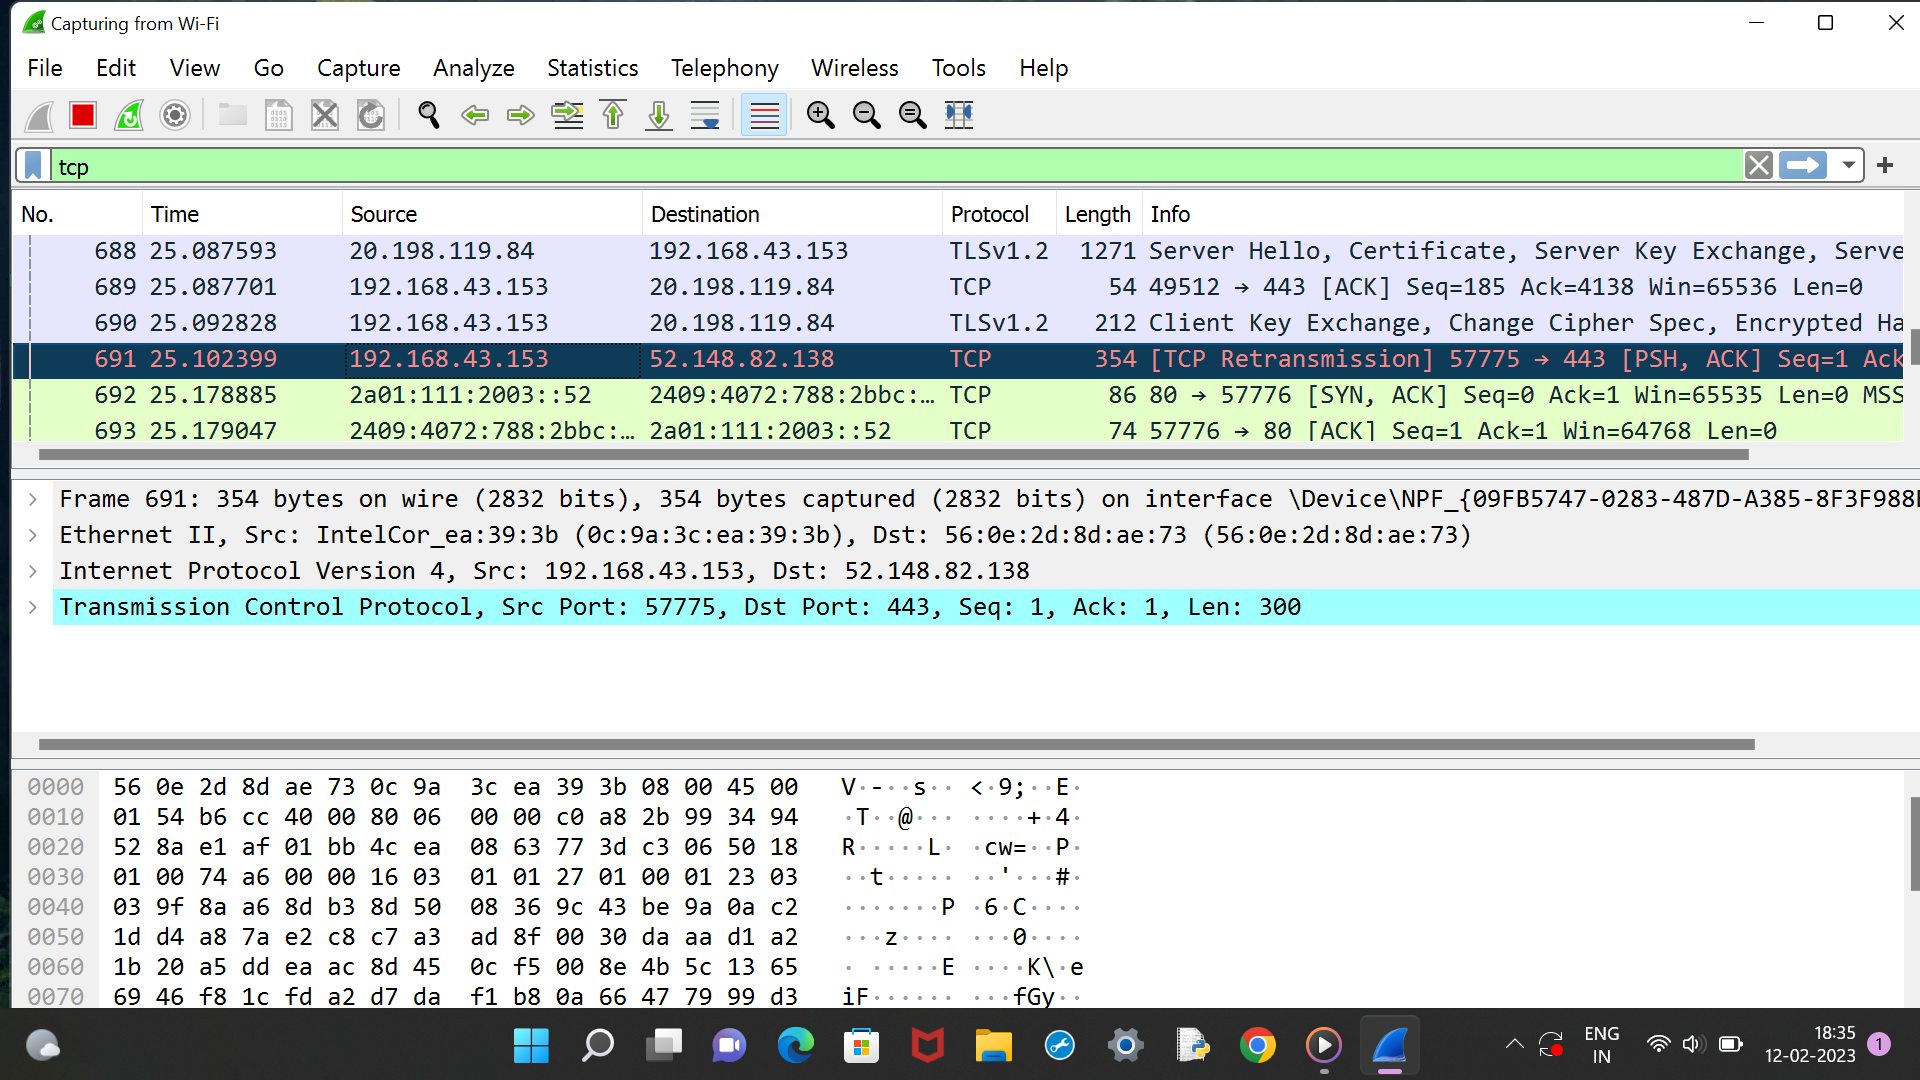 Capturing from Wi-Fi
File Edit View Go Capture Analyze Statistics Telephony Wireless Tools Help
tcp
No. Time Source Destination Protocol Length Info
688 25.087593 20.198.119.84 192.168.43.153 TLSv1.2 1271 Server Hello, Certificate, Server Key Exchange, Serve
689 25.087701 192.168.43.153 20.198.119.84 TCP 54 49512 → 443 [ACK] Seq=185 Ack=4138 Win=65536 Len=0
690 25.092828 192.168.43.153 20.198.119.84 TLSv1.2 212 Client Key Exchange, Change Cipher Spec, Encrypted Ha
691 25.102399 192.168.43.153 52.148.82.138 TCP 354 [TCP Retransmission] 57775 → 443 [PSH, ACK] Seq=1 Ack
692 25.178885 2a01:111:2003::52 2409:4072:788:2bbc:… TCP 86 80 → 57776 [SYN, ACK] Seq=0 Ack=1 Win=65535 Len=0 MSS
693 25.179047 2409:4072:788:2bbc:… 2a01:111:2003::52 TCP 74 57776 → 80 [ACK] Seq=1 Ack=1 Win=64768 Len=0
Frame 691: 354 bytes on wire (2832 bits), 354 bytes captured (2832 bits) on interface \Device\NPF_{09FB5747-0283-487D-A385-8F3F988E
Ethernet II, Src: IntelCor_ea:39:3b (0c:9a:3c:ea:39:3b), Dst: 56:0e:2d:8d:ae:73 (56:0e:2d:8d:ae:73)
Internet Protocol Version 4, Src: 192.168.43.153, Dst: 52.148.82.138
Transmission Control Protocol, Src Port: 57775, Dst Port: 443, Seq: 1, Ack: 1, Len: 300
0000 56 0e 2d 8d ae 73 0c 9a 3c ea 39 3b 08 00 45 00 V·-··s·· <·9;··E·
0010 01 54 b6 cc 40 00 80 06 00 00 c0 a8 2b 99 34 94 ·T··@··· ····+·4·
0020 52 8a e1 af 01 bb 4c ea 08 63 77 3d c3 06 50 18 R·····L· ·cw=··P·
0030 01 00 74 a6 00 00 16 03 01 01 27 01 00 01 23 03 ··t····· ··'···#·
0040 03 9f 8a a6 8d b3 8d 50 08 36 9c 43 be 9a 0a c2 ·······P ·6·C····
0050 1d d4 a8 7a e2 c8 c7 a3 ad 8f 00 30 da aa d1 a2 ···z···· ···0····
0060 1b 20 a5 dd ea ac 8d 45 0c f5 00 8e 4b 5c 13 65 · ·····E ····K\·e
0070 69 46 f8 1c fd a2 d7 da f1 b8 0a 66 47 79 99 d3 iF······ ···fGy··
ENG
IN
18:35
12-02-2023
1